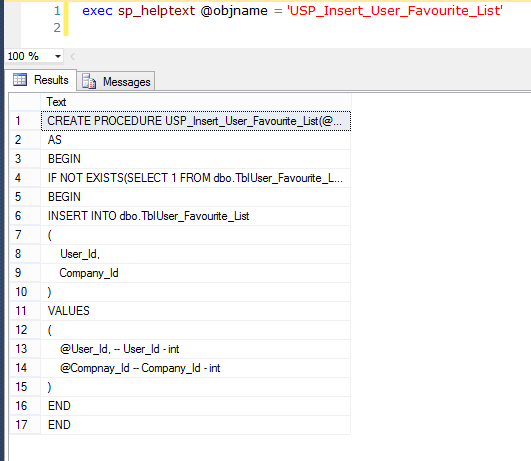 1 exec sp_helptext @objname = 'USP_Insert_User_Favourite_List'
2
100 %
Results Messages
Text
1 CREATE PROCEDURE USP_Insert_User_Favourite_List(@...
2 AS
3 BEGIN
4 IF NOT EXISTS(SELECT 1 FROM dbo.TblUser_Favourite_L...
5 BEGIN
6 INSERT INTO dbo.TblUser_Favourite_List
7 (
8 User_Id,
9 Company_Id
10 )
11 VALUES
12 (
13 @User_Id, -- User_Id - int
14 @Compnay_Id -- Company_Id - int
15 )
16 END
17 END